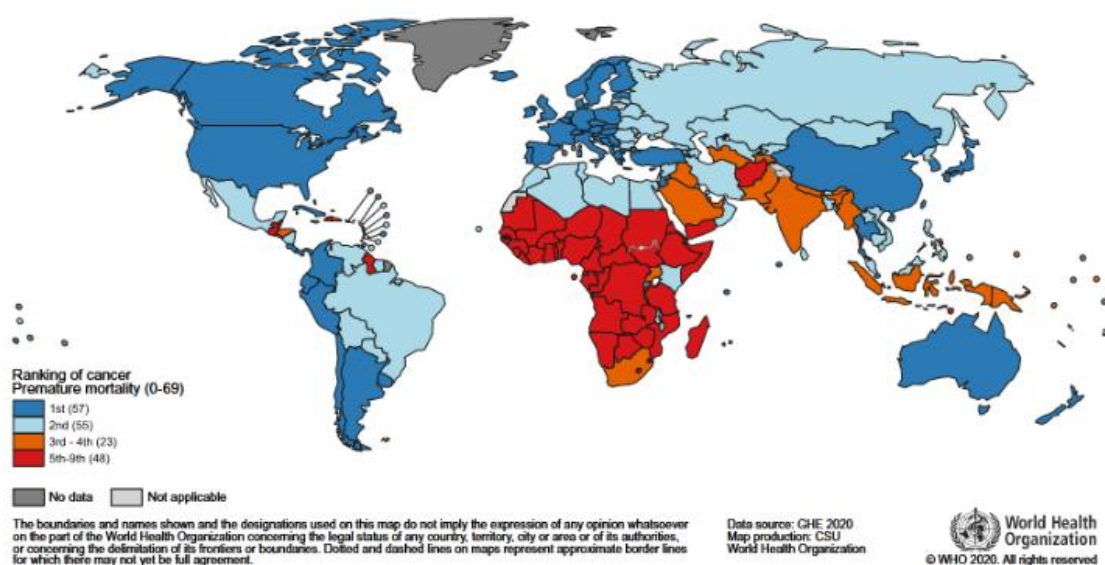 Ranking of cancer
Premature mortality (0-69)
1st (57)
2nd (55)
3rd - 4th (23)
5th-9th (48)
No data
Not applicable
The boundaries and names shown and the designations used on this map do not imply the expression of any opinion whatsoever
on the part of the World Health Organization concerning the legal status of any country, territory, city or area or of its authorities,
or concerning the delimitation of its frontiers or boundaries. Dotted and dashed lines on maps represent approximate border lines
for which there may not yet be full agreement.
Data source: GHE 2020
Map production: CSU
World Health Organization
World Health
Organization
© WHO 2020. All rights reserved